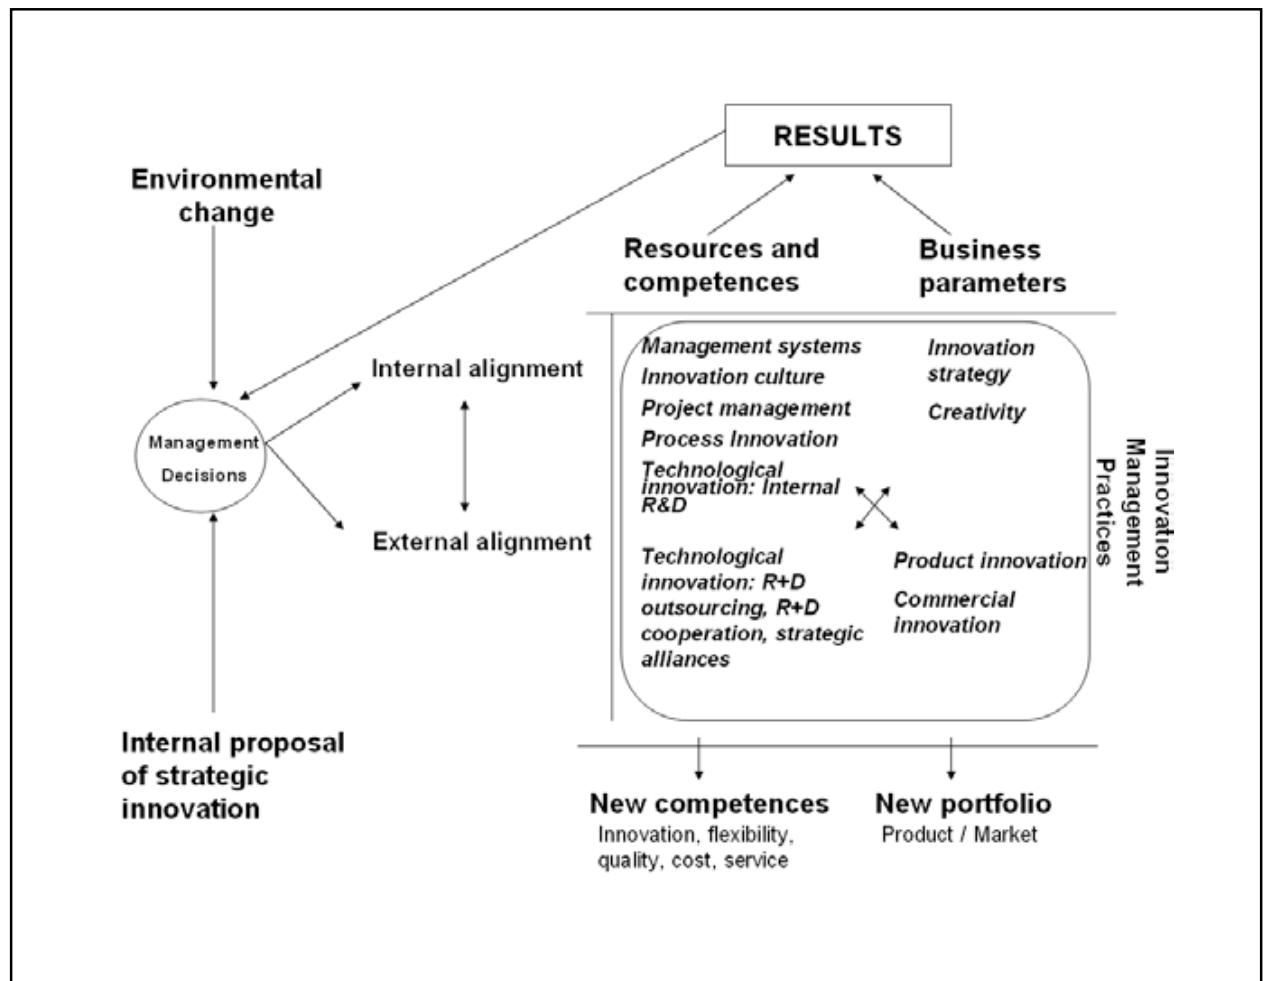 RESULTS
Environmental
change
Resources and
competences
Business
parameters
Internal alignment
Management
Decisions
External alignment
Internal proposal
of strategic
innovation
Management systems
Innovation culture
Project management
Process Innovation
Technological
innovation: Internal
R&D
Technological
innovation: R+D
outsourcing, R+D
cooperation, strategic
alliances
Innovation
strategy
Creativity
Product innovation
Commercial
innovation
Innovation
Management
Practices
New competences
Innovation, flexibility,
quality, cost, service
New portfolio
Product / Market